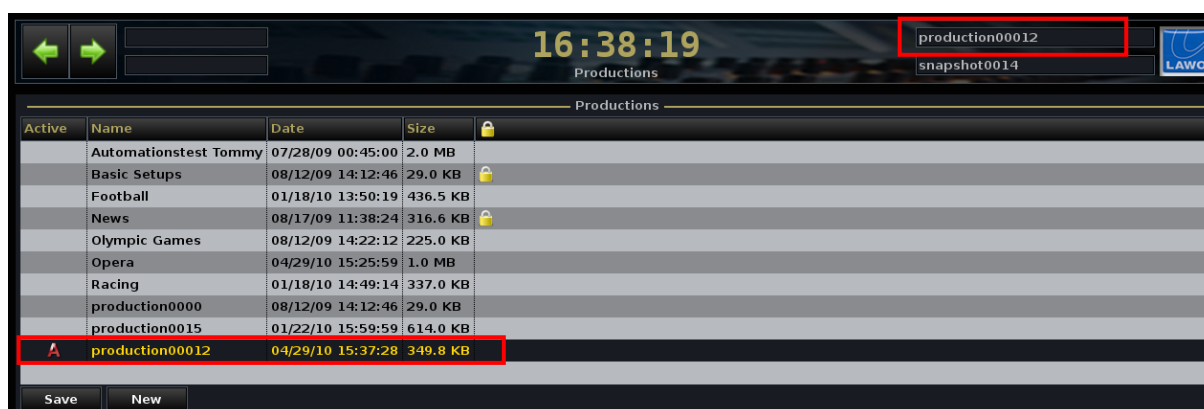 16:38:19
production00012
Productions
snapshot0014
LAWO
Productions
Active Name Date Size
Automationstest Tommy 07/28/09 00:45:00 2.0 MB
Basic Setups 08/12/09 14:12:46 29.0 KB
Football 01/18/10 13:50:19 436.5 KB
News 08/17/09 11:38:24 316.6 KB
Olympic Games 08/12/09 14:22:12 225.0 KB
Opera 04/29/10 15:25:59 1.0 MB
Racing 01/18/10 14:49:14 337.0 KB
production0000 08/12/09 14:12:46 29.0 KB
production0015 01/22/10 15:59:59 614.0 KB
A production00012 04/29/10 15:37:28 349.8 KB
Save New